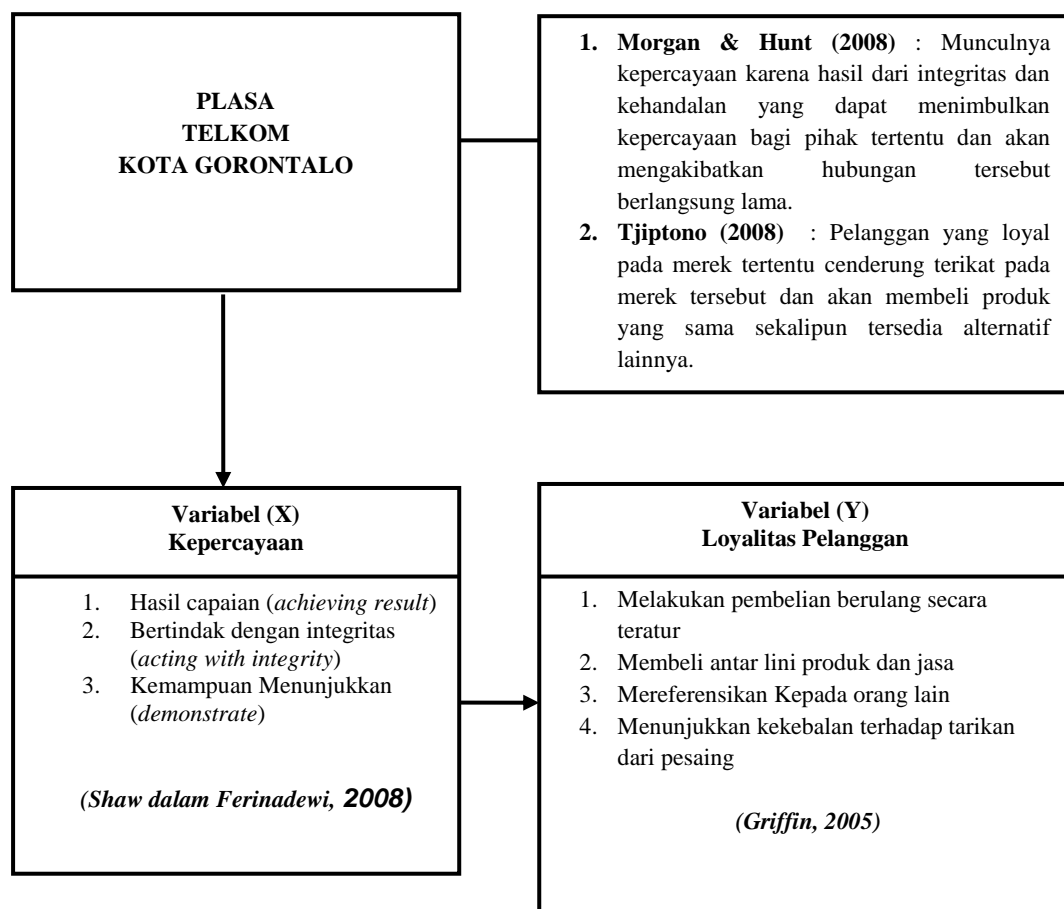 PLASA
TELKOM
KOTA GORONTALO
1. Morgan & Hunt (2008) : Munculnya
kepercayaan karena hasil dari integritas dan
kehandalan yang dapat menimbulkan
kepercayaan bagi pihak tertentu dan akan
mengakibatkan hubungan tersebut
berlangsung lama.
2. Tjiptono (2008) : Pelanggan yang loyal
pada merek tertentu cenderung terikat pada
merek tersebut dan akan membeli produk
yang sama sekalipun tersedia alternatif
lainnya.
Variabel (X)
Kepercayaan
1. Hasil capaian (achieving result)
2. Bertindak dengan integritas
(acting with integrity)
3. Kemampuan Menunjukkan
(demonstrate)
(Shaw dalam Ferinadewi, 2008)
Variabel (Y)
Loyalitas Pelanggan
1. Melakukan pembelian berulang secara
teratur
2. Membeli antar lini produk dan jasa
3. Mereferensikan Kepada orang lain
4. Menunjukkan kekebalan terhadap tarikan
dari pesaing
(Griffin, 2005)